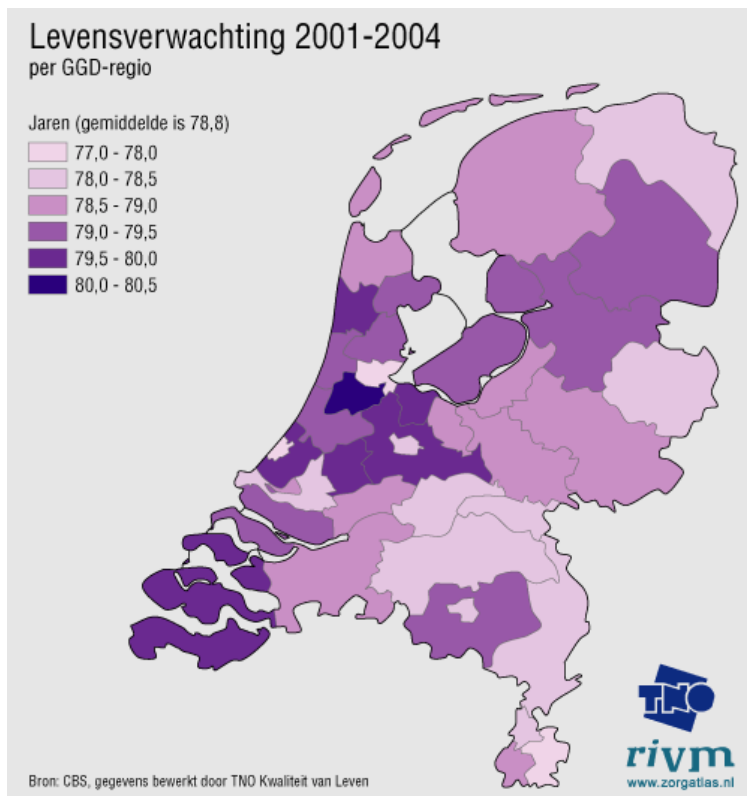 Levensverwachting 2001-2004
per GGD-regio
Jaren (gemiddelde is 78,8)
77,0 - 78,0
78,0 - 78,5
78,5 - 79,0
79,0 - 79,5
79,5 - 80,0
80,0 - 80,5
TNO
rivm
www.zorgatlas.nl
Bron: CBS, gegevens bewerkt door TNO Kwaliteit van Leven